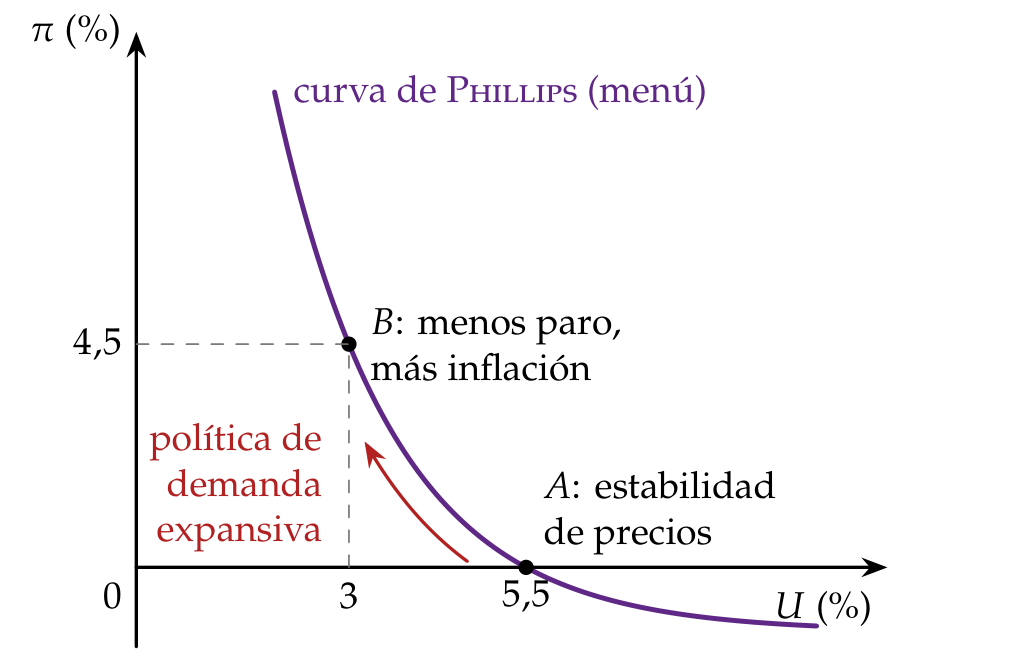 π (%)
curva de Phillips (menú)
B: menos paro,
más inflación
4,5
política de
demanda
expansiva
A: estabilidad
de precios
0
3
5,5
U (%)